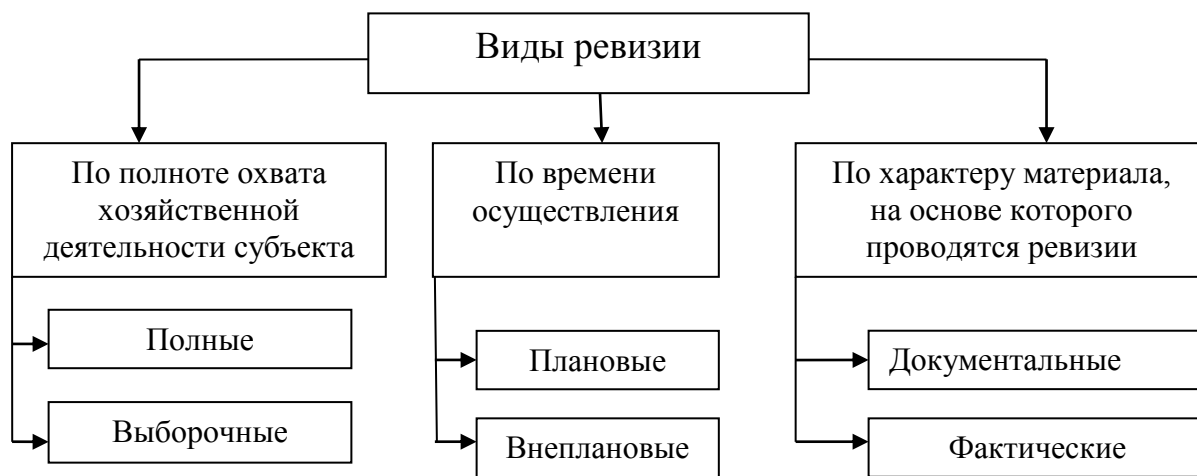 Виды ревизии
По полноте охвата
хозяйственной
деятельности субъекта
Полные
Выборочные
По времени
осуществления
Плановые
Внеплановые
По характеру материала,
на основе которого
проводятся ревизии
Документальные
Фактические